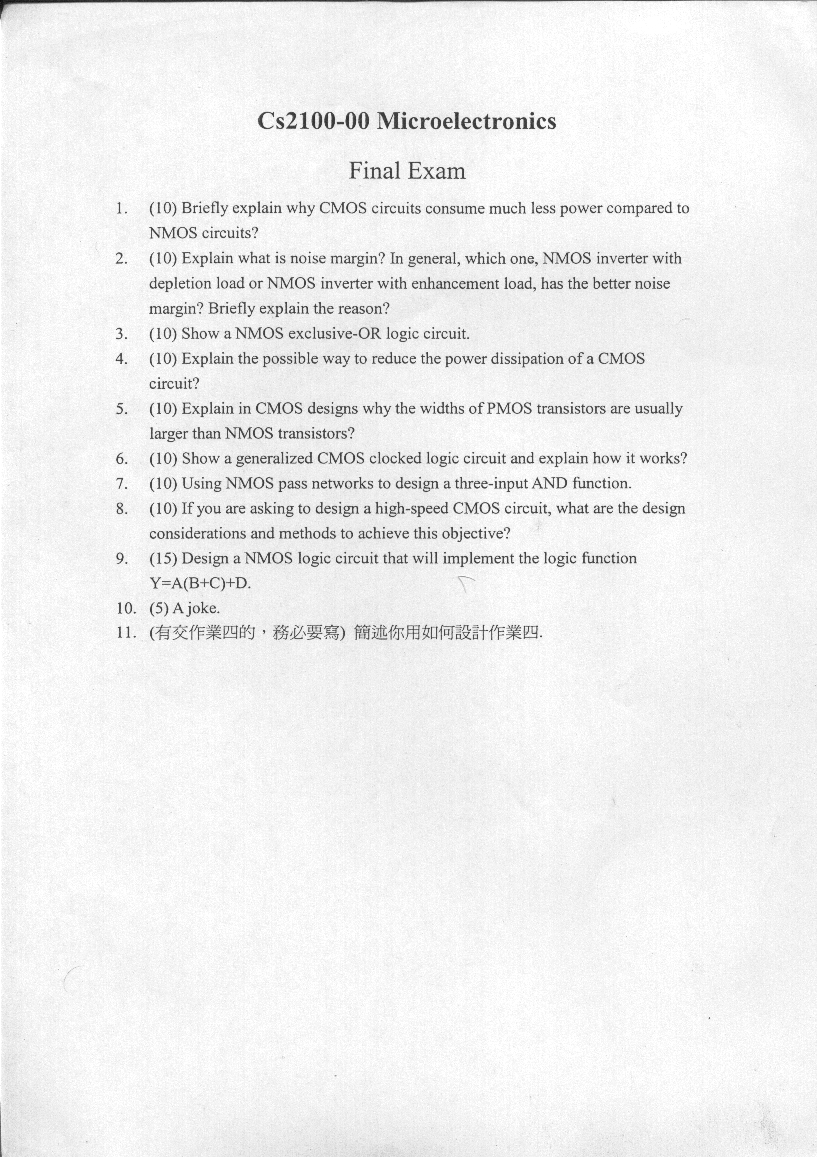 Cs2100-00 Microelectronics
Final Exam
1. (10) Briefly explain why CMOS circuits consume much less power compared to
NMOS circuits?
2. (10) Explain what is noise margin? In general, which one, NMOS inverter with
depletion load or NMOS inverter with enhancement load, has the better noise
margin? Briefly explain the reason?
3. (10) Show a NMOS exclusive-OR logic circuit.
4. (10) Explain the possible way to reduce the power dissipation of a CMOS
circuit?
5. (10) Explain in CMOS designs why the widths of PMOS transistors are usually
larger than NMOS transistors?
6. (10) Show a generalized CMOS clocked logic circuit and explain how it works?
7. (10) Using NMOS pass networks to design a three-input AND function.
8. (10) If you are asking to design a high-speed CMOS circuit, what are the design
considerations and methods to achieve this objective?
9. (15) Design a NMOS logic circuit that will implement the logic function
Y=A(B+C)+D.
10. (5) A joke.
11. (有交作業四的，務必要寫) 簡述你用如何設計作業四.